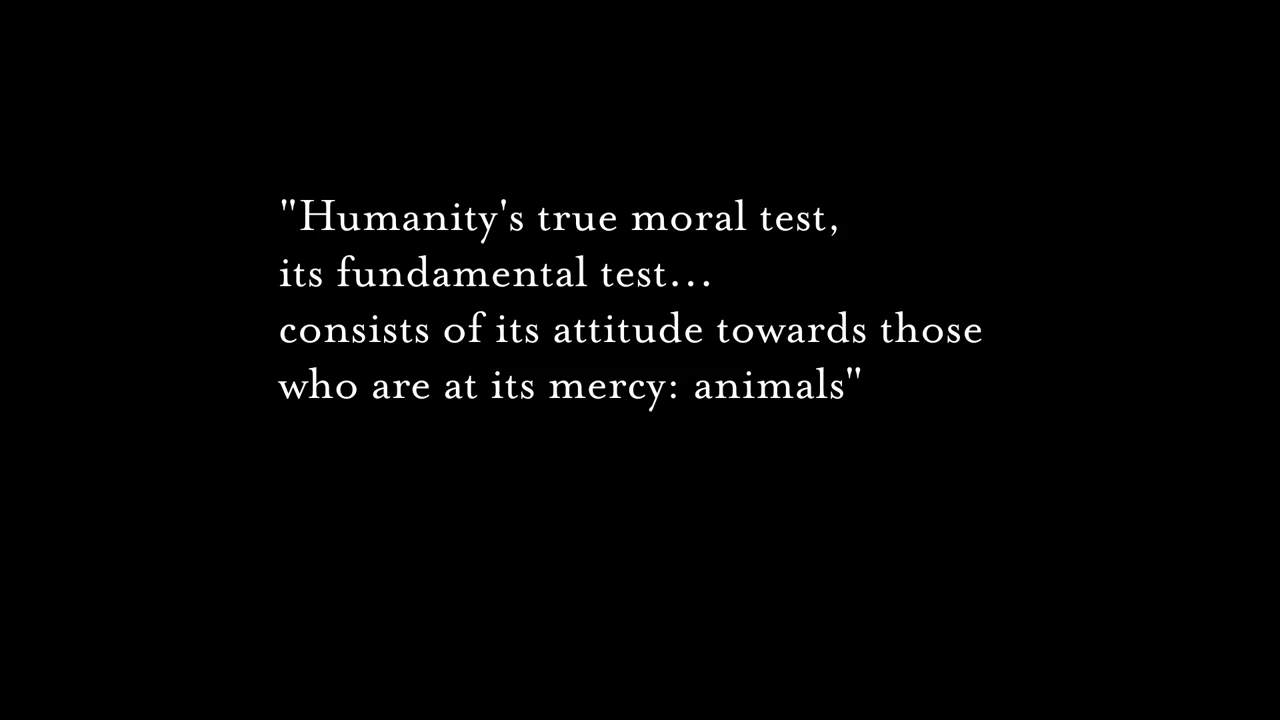 "Humanity's true moral test,
its fundamental test...
consists of its attitude towards those
who are at its mercy: animals"